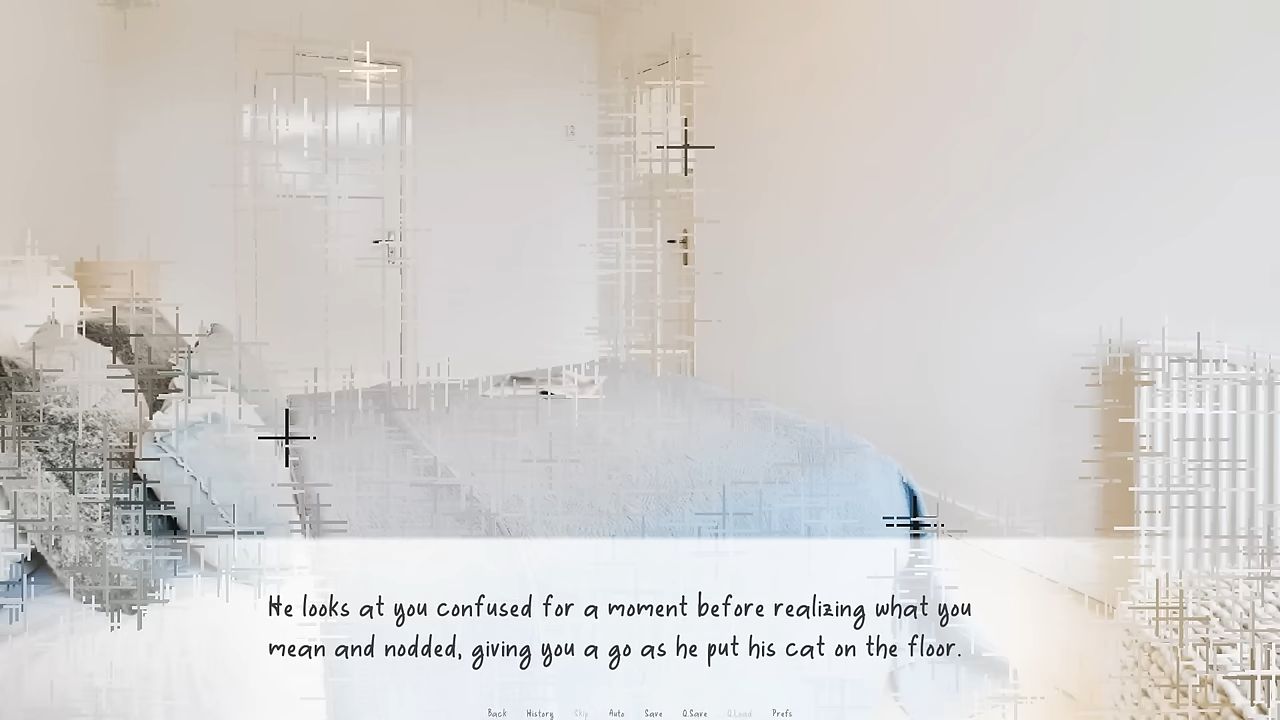 He looks at you confused for a moment before realizing what you
mean and nodded, giving you a go as he put his cat on the floor.
Back History Skip Auto Save Q.Save Q.Load Prefs